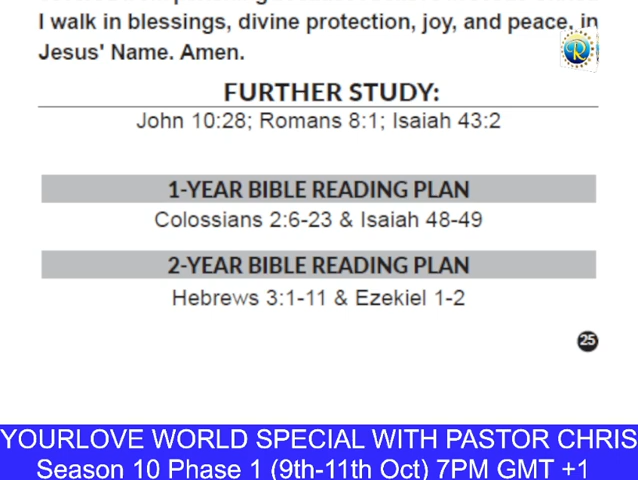 I walk in blessings, divine protection, joy, and peace, in
Jesus' Name. Amen.
R
FURTHER STUDY:
John 10:28; Romans 8:1; Isaiah 43:2
1-YEAR BIBLE READING PLAN
Colossians 2:6-23 & Isaiah 48-49
2-YEAR BIBLE READING PLAN
Hebrews 3:1-11 & Ezekiel 1-2
25
YOURLOVE WORLD SPECIAL WITH PASTOR CHRIS
Season 10 Phase 1 (9th-11th Oct) 7PM GMT +1